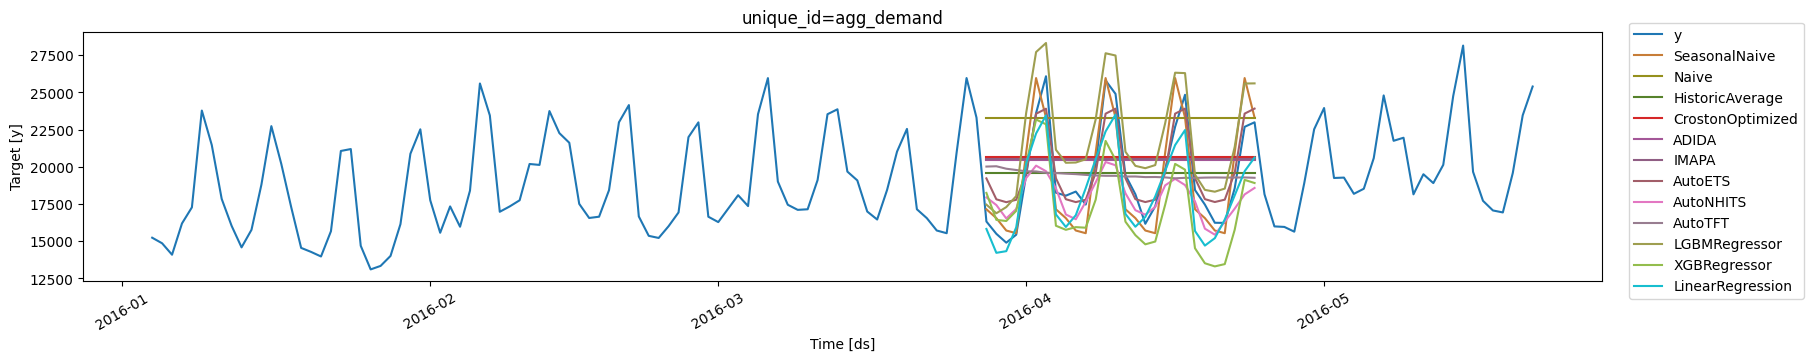 unique_id=agg_demand
Target [y]
27500
25000
22500
20000
17500
15000
12500
2016-01
2016-02
2016-03
2016-04
2016-05
Time [ds]
y
SeasonalNaive
Naive
HistoricAverage
CrostonOptimized
ADIDA
IMAPA
AutoETS
AutoNHITS
AutoTFT
LGBMRegressor
XGBRegressor
LinearRegression